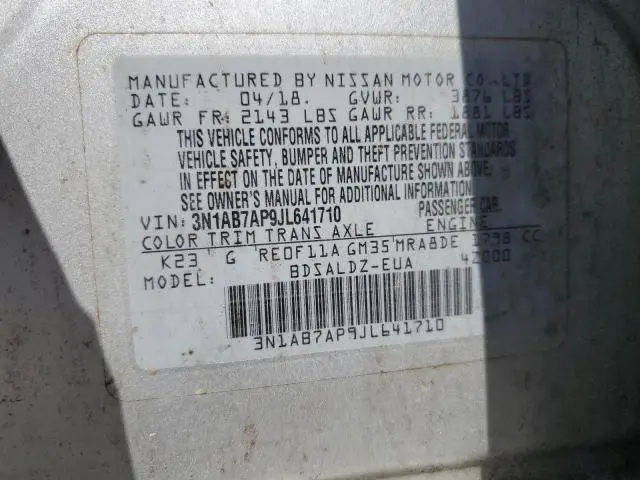 MANUFACTURED BY NISSAN MOTOR CO., LTD.
DATE: 04/18. GVWR: 3876 LBS
GAWR FR: 2143 LBS GAWR RR: 1881 LBS
THIS VEHICLE CONFORMS TO ALL APPLICABLE FEDERAL MOTOR
VEHICLE SAFETY, BUMPER AND THEFT PREVENTION STANDARDS
IN EFFECT ON THE DATE OF MANUFACTURE SHOWN ABOVE.
SEE OWNER'S MANUAL FOR ADDITIONAL INFORMATION.
VIN: 3N1AB7AP9JL641710 PASSENGER CAR
COLOR TRIM TRANS AXLE ENGINE
K23 G RE0F11A GM35 MRA8DE 1798 CC
MODEL: BDSALDZ-EUA 42000
3N1AB7AP9JL641710